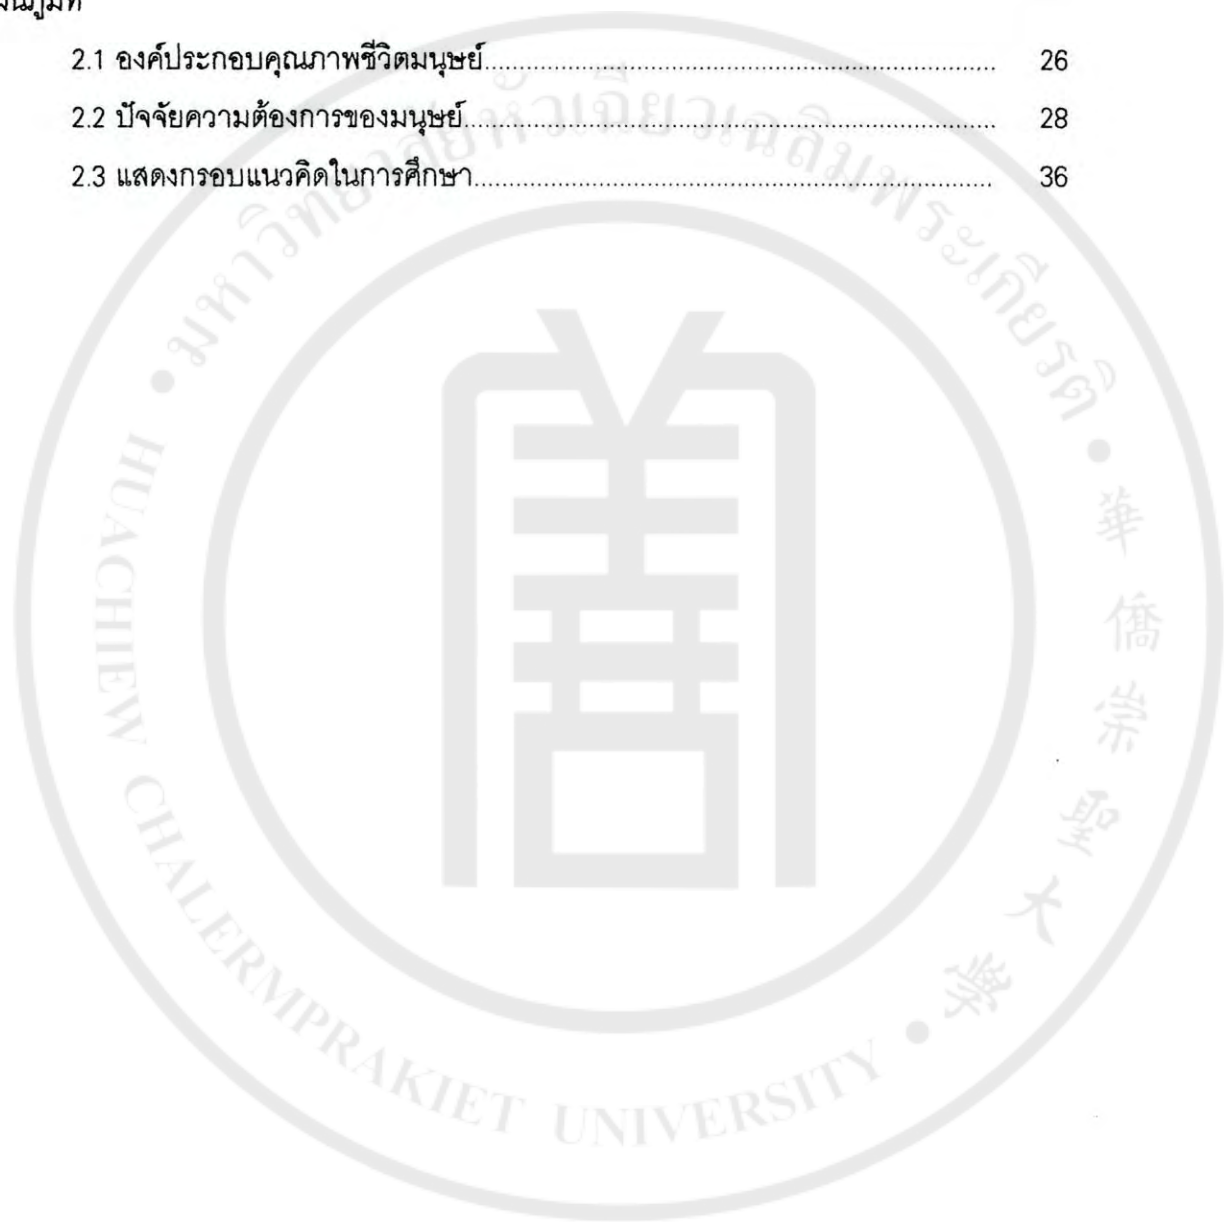 2.1 องค์ประกอบคุณภาพชีวิตมนุษย์ 26
2.2 ปัจจัยความต้องการของมนุษย์ 28
2.3 แสดงกรอบแนวคิดในการศึกษา 36
มหาวิทยาลัยหัวเฉียวเฉลิมพระเกียรติ
華僑崇聖大學
HUACHIEW CHALERMPRAKIET UNIVERSITY